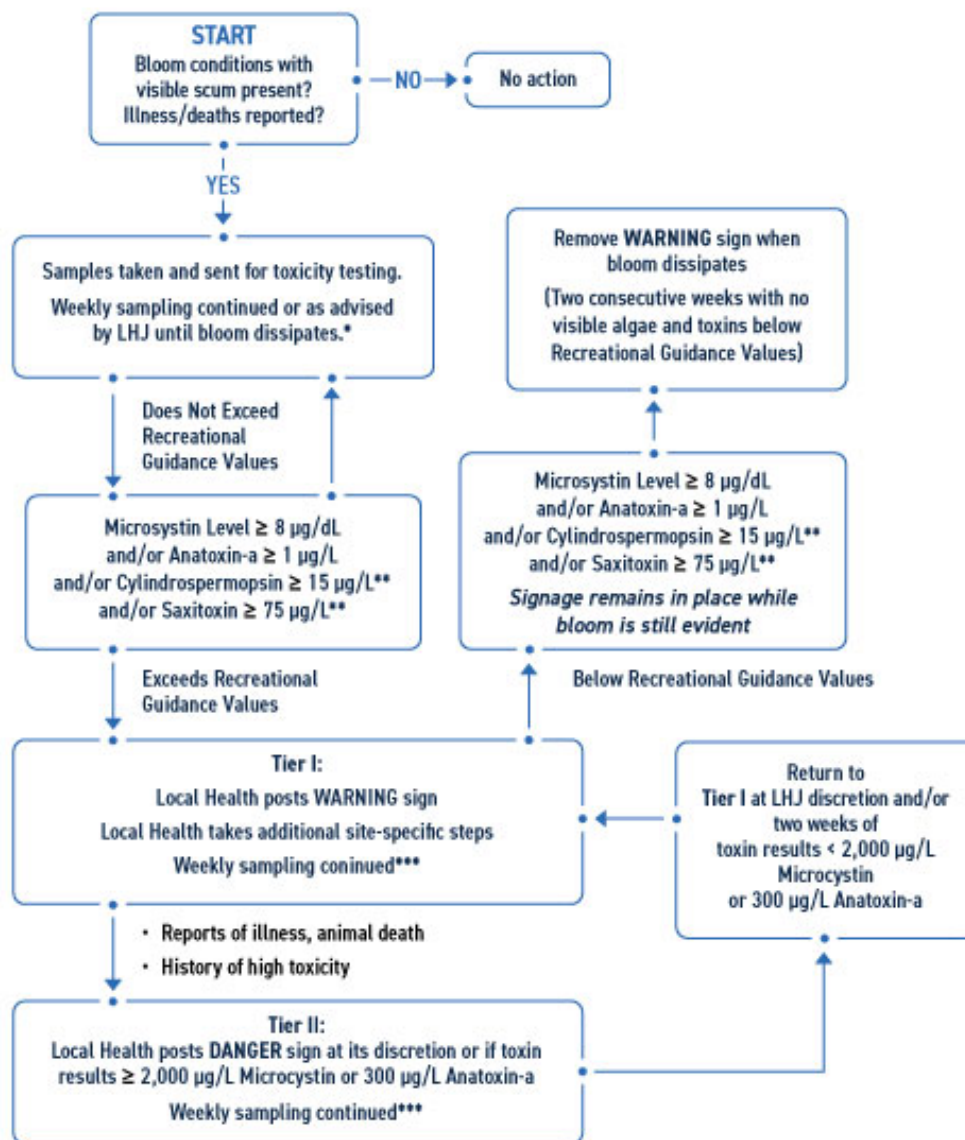 START
Bloom conditions with
visible scum present?
Illness/deaths reported?
NO
No action
YES
Samples taken and sent for toxicity testing.
Weekly sampling continued or as advised
by LHJ until bloom dissipates.*
Does Not Exceed
Recreational
Guidance Values
Microsystin Level ≥ 8 µg/dL
and/or Anatoxin-a ≥ 1 µg/L
and/or Cylindrospermopsin ≥ 15 µg/L**
and/or Saxitoxin ≥ 75 µg/L**
Exceeds Recreational
Guidance Values
Tier I:
Local Health posts WARNING sign
Local Health takes additional site-specific steps
Weekly sampling coninued***
• Reports of illness, animal death
• History of high toxicity
Tier II:
Local Health posts DANGER sign at its discretion or if toxin
results ≥ 2,000 µg/L Microcystin or 300 µg/L Anatoxin-a
Weekly sampling continued***
Return to
Tier I at LHJ discretion and/or
two weeks of
toxin results < 2,000 µg/L
Microcystin
or 300 µg/L Anatoxin-a
Below Recreational Guidance Values
Microsystin Level ≥ 8 µg/dL
and/or Anatoxin-a ≥ 1 µg/L
and/or Cylindrospermopsin ≥ 15 µg/L**
and/or Saxitoxin ≥ 75 µg/L**
Signage remains in place while
bloom is still evident
Remove WARNING sign when
bloom dissipates
(Two consecutive weeks with no
visible algae and toxins below
Recreational Guidance Values)